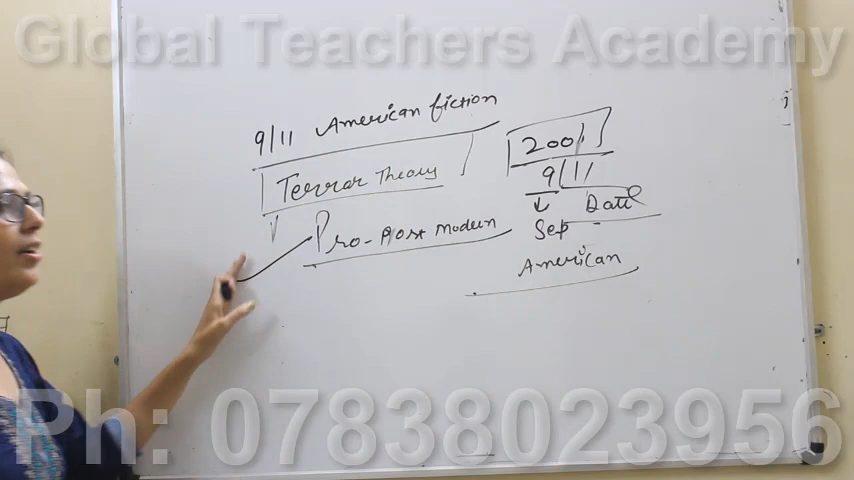 Global Teachers Academy
9/11 American fiction
Terror Theory
Pro-Post Modern
2001
9/11
Sep Date
American
Ph: 07838023956